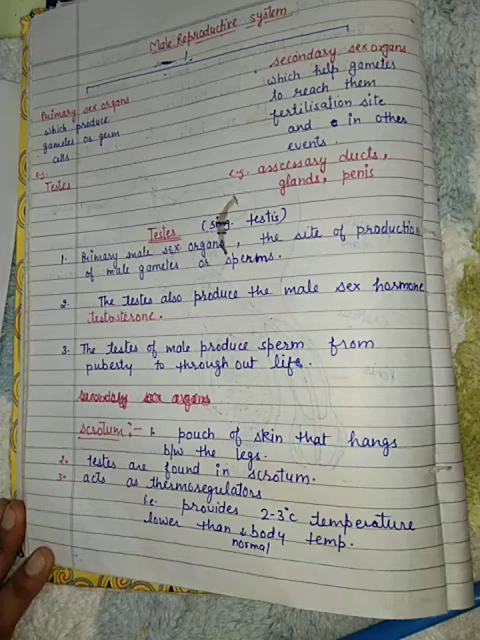 Male Reproductive system
Primary sex organs
which produce
gametes or germ
cells
eg:
Testes
secondary sex organs
which help gametes
to reach them
fertilisation site
and in other
events.
e.g. asscessary ducts,
glands, penis
Testes (sing. testis)
1. Primary male sex organs, the site of production
of male gametes or sperms.
2. The testes also produce the male sex hormone
testosterone.
3. The testes of male produce sperm from
puberty to through out life.
secondary sex organs
scrotum:- 1. pouch of skin that hangs
b/w the legs.
2. testes are found in scrotum.
3. acts as thermoregulators
i.e. provides 2-3°c temperature
lower than body temp.
normal